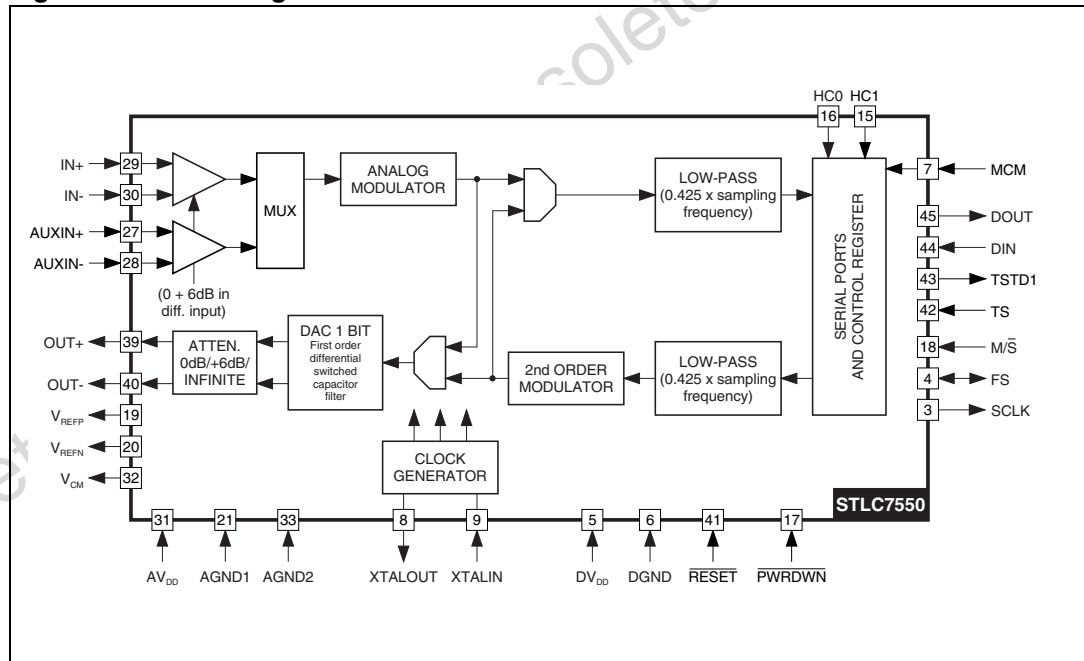 solete
HC0 HC1
16 15
IN+ 29
IN- 30
AUXIN+ 27
AUXIN- 28
(0 + 6dB in
diff. input)
MUX
ANALOG
MODULATOR
LOW-PASS
(0.425 x sampling
frequency)
SERIAL PORTS
AND CONTROL REGISTER
7 MCM
45 DOUT
44 DIN
43 TSTD1
42 TS
18 M/S̅
4 FS
3 SCLK
OUT+ 39
OUT- 40
VREFP 19
VREFN 20
VCM 32
ATTEN.
0dB/+6dB/
INFINITE
DAC 1 BIT
First order
differential
switched
capacitor
filter
2nd ORDER
MODULATOR
LOW-PASS
(0.425 x sampling
frequency)
CLOCK
GENERATOR
STLC7550
31 21 33 8 9 5 6 41 17
AVDD AGND1 AGND2 XTALOUT XTALIN DVDD DGND R̅E̅S̅E̅T̅ P̅W̅R̅D̅W̅N̅